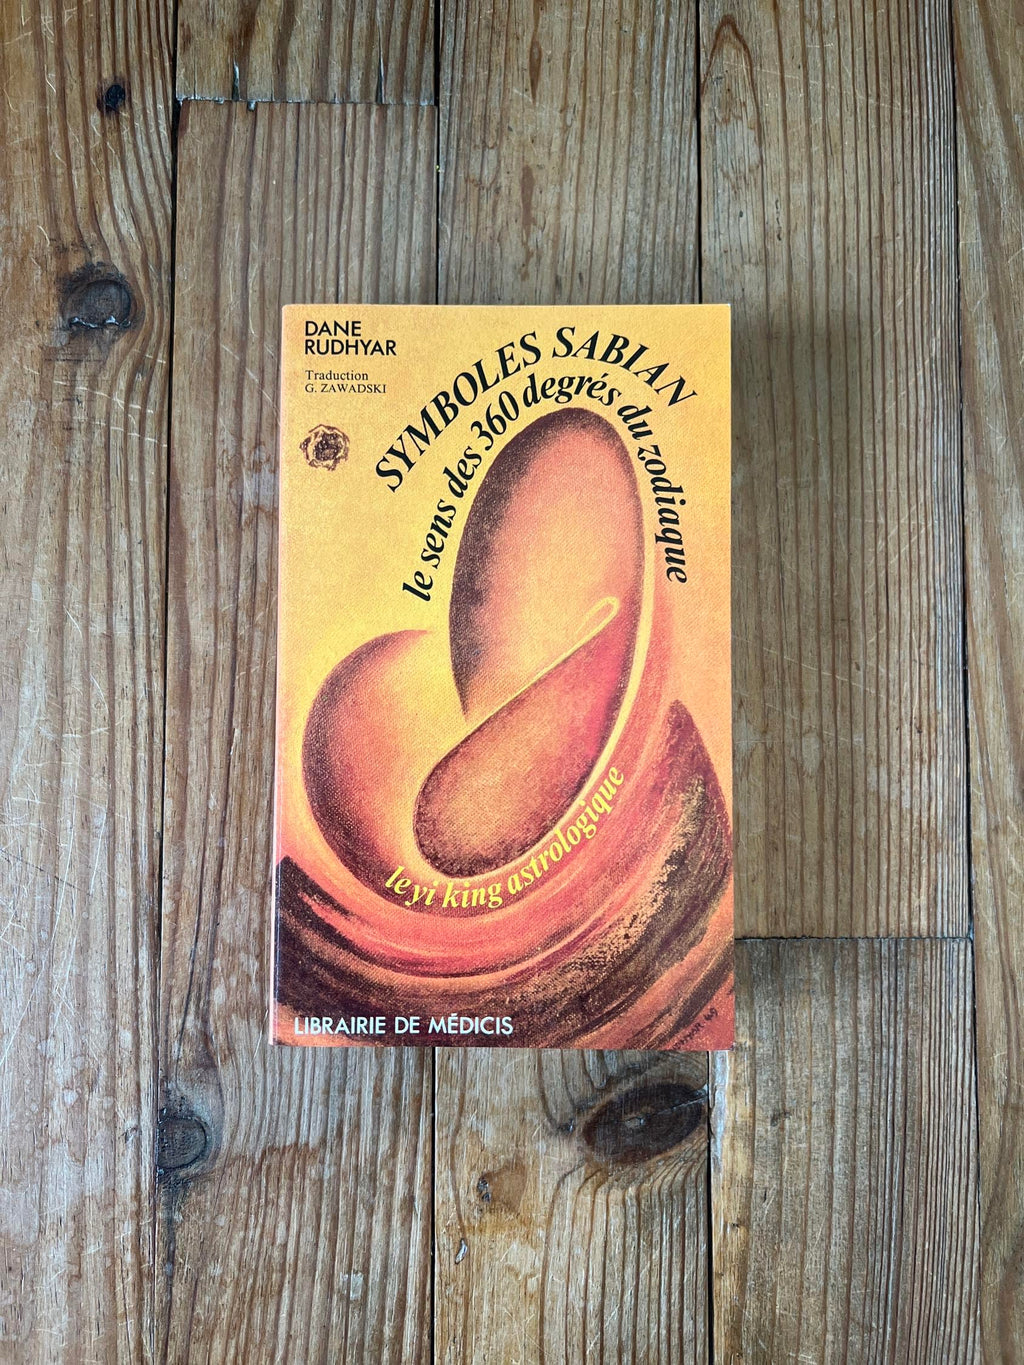 DANE
RUDHYAR
Traduction
G. ZAWADSKI
SYMBOLES SABIAN
le sens des 360 degrés du zodiaque
le yi king astrologique
LIBRAIRIE DE MÉDICIS